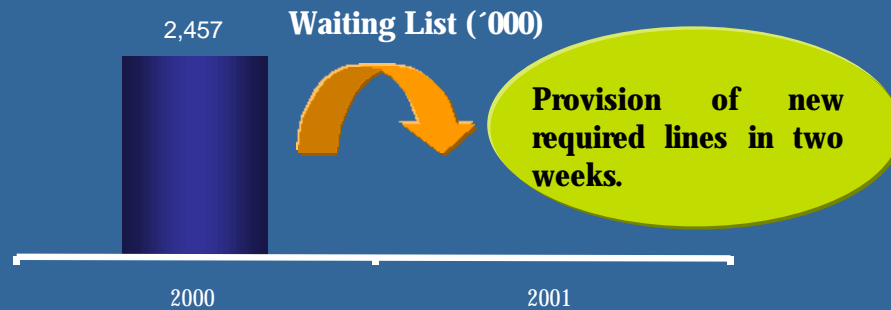 Waiting List (´000)
2,457
Provision of new
required lines in two
weeks.
2000
2001